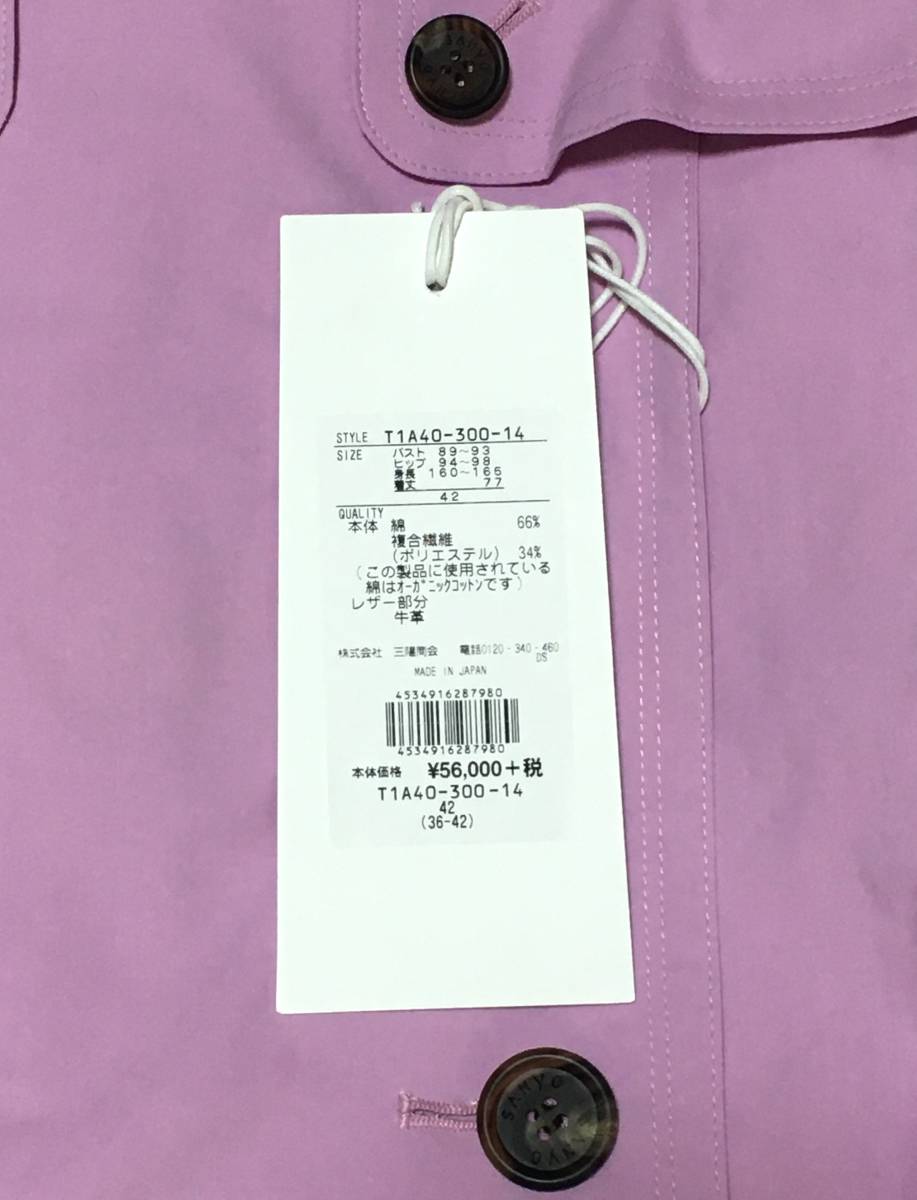 SANYO
STYLE T1A40-300-14
SIZE バスト 89~93
ヒップ 94~98
身長 160~165
着丈 77
42
QUALITY
本体 綿 66%
複合繊維
(ポリエステル) 34%
(この製品に使用されている
綿はｵｰｶﾞﾆｯｸｺｯﾄﾝです)
レザー部分
牛革
株式会社 三陽商会 電話0120-340-460
DS
MADE IN JAPAN
4534916287980
4534916287980
本体価格 ¥56,000+税
T1A40-300-14
42
(36-42)
SANYO
SANYO